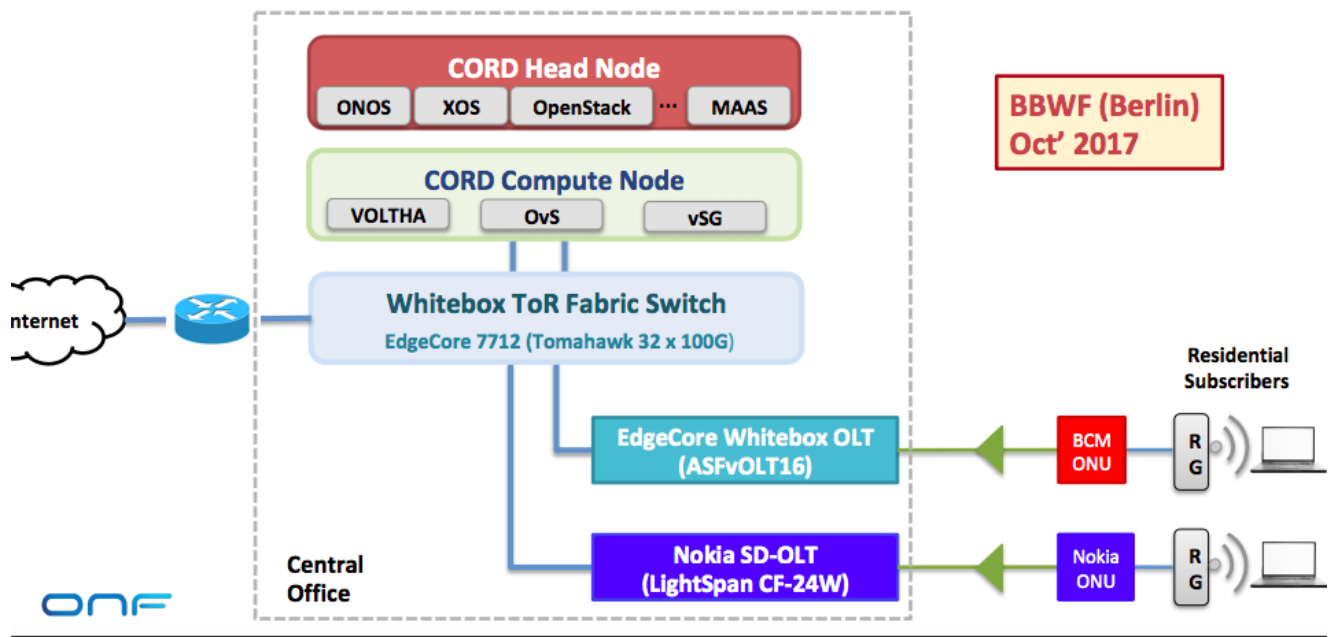 CORD Head Node
ONOS XOS OpenStack ... MAAS
BBWF (Berlin)
Oct’ 2017
CORD Compute Node
VOLTHA OvS vSG
nternet
Whitebox ToR Fabric Switch
EdgeCore 7712 (Tomahawk 32 x 100G)
Residential
Subscribers
EdgeCore Whitebox OLT
(ASFvOLT16)
BCM
ONU
R
G
Nokia SD-OLT
(LightSpan CF-24W)
Nokia
ONU
R
G
Central
Office
ONF